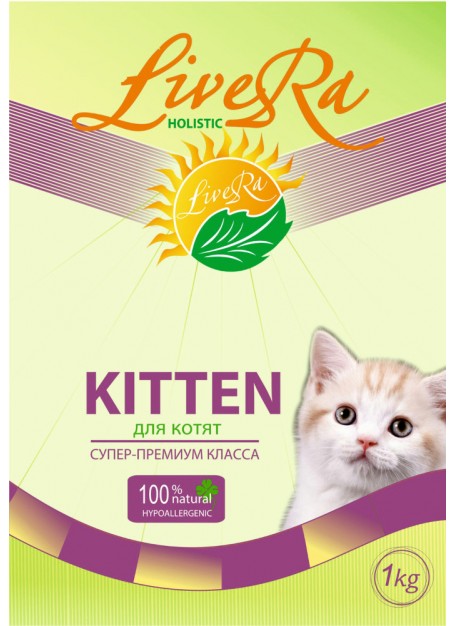 LiveRa
HOLISTIC
LiveRa
KITTEN
ДЛЯ КОТЯТ
СУПЕР-ПРЕМИУМ КЛАССА
100% natural
HYPOALLERGENIC
1kg